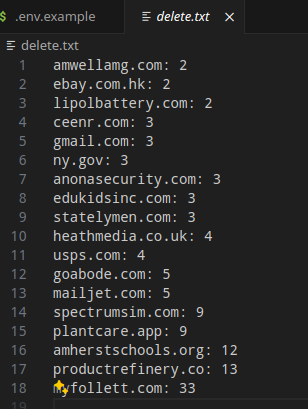 $ .env.example delete.txt ×
delete.txt
1 amwellamg.com: 2
2 ebay.com.hk: 2
3 lipolbattery.com: 2
4 ceenr.com: 3
5 gmail.com: 3
6 ny.gov: 3
7 anonasecurity.com: 3
8 edukidsinc.com: 3
9 statelymen.com: 3
10 heathmedia.co.uk: 4
11 usps.com: 4
12 goabode.com: 5
13 mailjet.com: 5
14 spectrumsim.com: 9
15 plantcare.app: 9
16 amherstschools.org: 12
17 productrefinery.co: 13
18 myfollett.com: 33
19